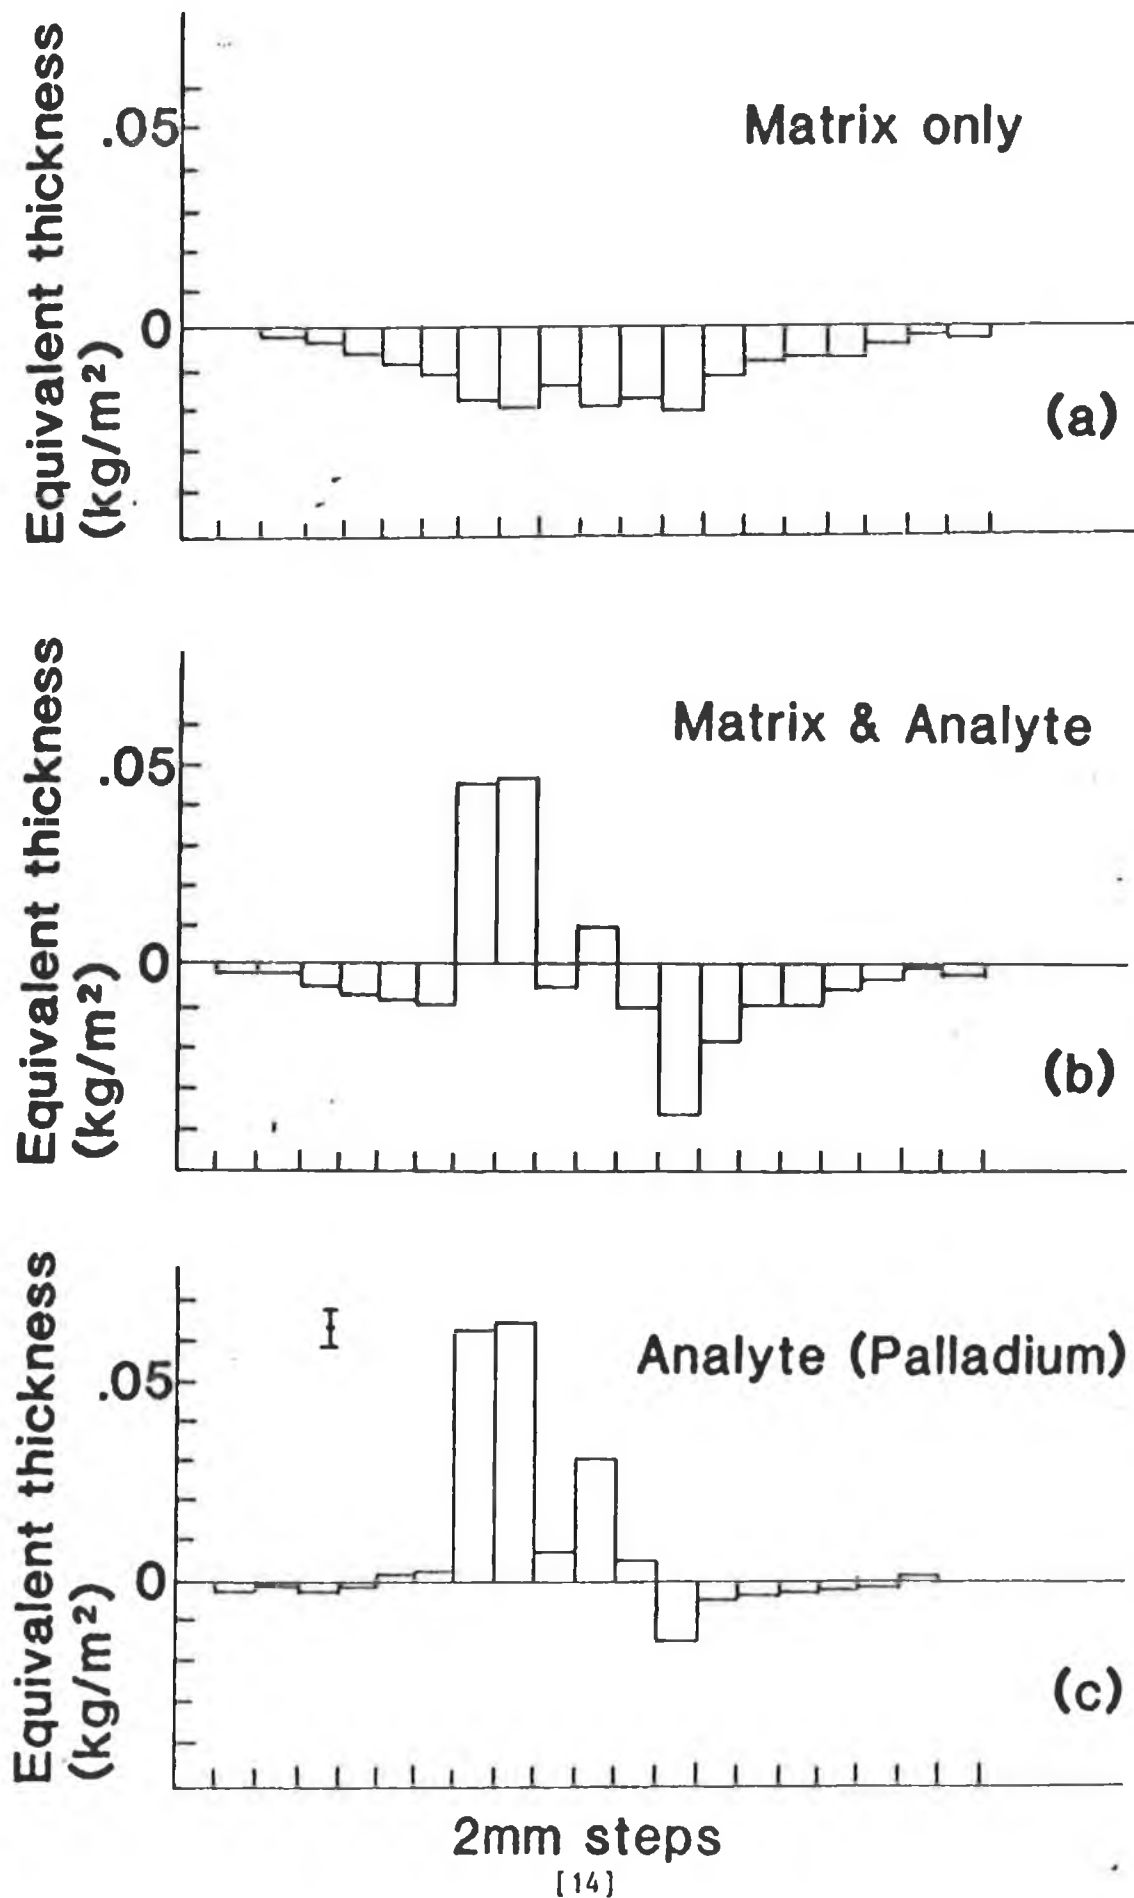 Equivalent thickness
(kg/m²)
.05
0
Matrix only
(a)
Equivalent thickness
(kg/m²)
.05
0
Matrix & Analyte
(b)
Equivalent thickness
(kg/m²)
.05
0
Analyte (Palladium)
(c)
2mm steps
[14]